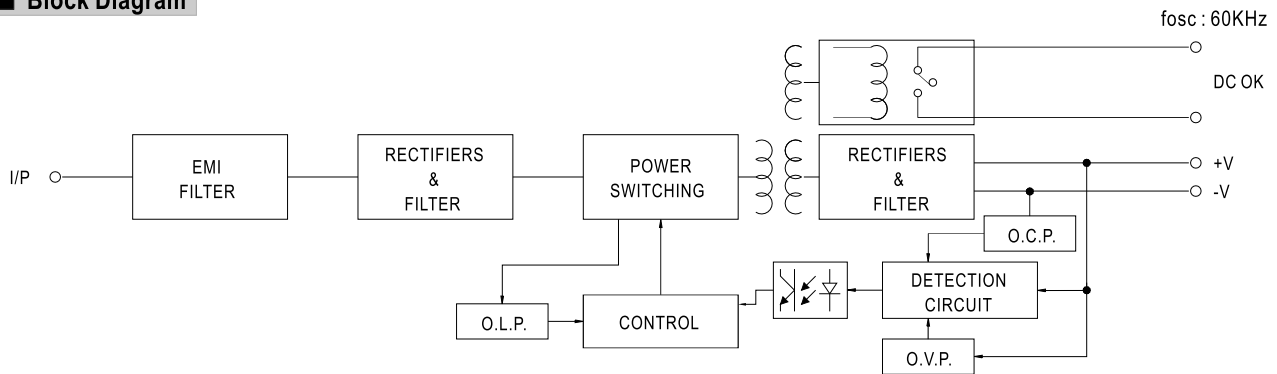 ■ Block Diagram
fosc : 60KHz
DC OK
I/P
EMI
FILTER
RECTIFIERS
&
FILTER
POWER
SWITCHING
RECTIFIERS
&
FILTER
+V
-V
O.C.P.
DETECTION
CIRCUIT
O.L.P.
CONTROL
O.V.P.